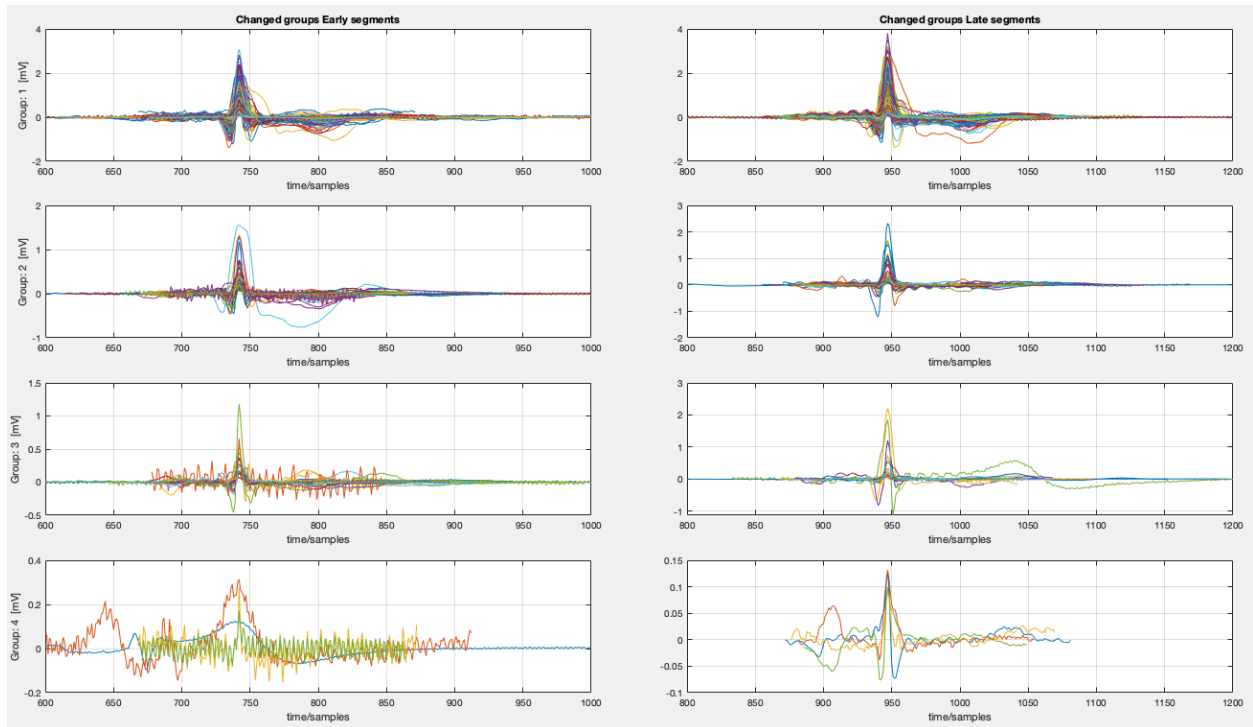 Changed groups Early segments
4
2
0
-2
Group: 1 [mV]
600 650 700 750 800 850 900 950 1000
time/samples
Changed groups Late segments
4
2
0
-2
800 850 900 950 1000 1050 1100 1150 1200
time/samples
2
1
0
-1
Group: 2 [mV]
600 650 700 750 800 850 900 950 1000
time/samples
3
2
1
0
-1
-2
800 850 900 950 1000 1050 1100 1150 1200
time/samples
1.5
1
0.5
0
-0.5
Group: 3 [mV]
600 650 700 750 800 850 900 950 1000
time/samples
3
2
1
0
-1
800 850 900 950 1000 1050 1100 1150 1200
time/samples
0.4
0.2
0
-0.2
Group: 4 [mV]
600 650 700 750 800 850 900 950 1000
time/samples
0.15
0.1
0.05
0
-0.05
-0.1
800 850 900 950 1000 1050 1100 1150 1200
time/samples